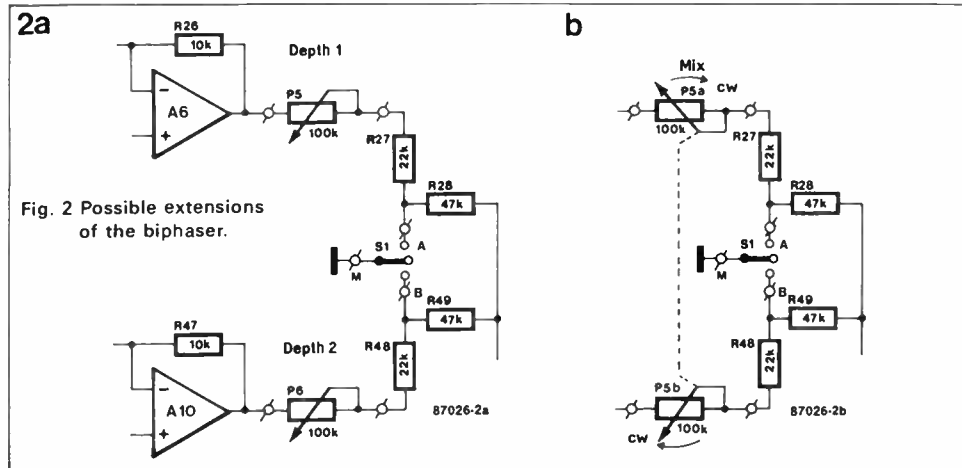 2a
R26
10k
Depth 1
A6
P5
100k
R27
22k
R28
47k
Fig. 2 Possible extensions
of the biphaser.
S1
A
M
B
R49
47k
R47
10k
Depth 2
R48
22k
A10
P6
100k
87026-2a
b
Mix
P5a
CW
100k
R27
22k
R28
47k
S1
A
M
B
R49
47k
R48
22k
P5b
100k
CW
87026-2b